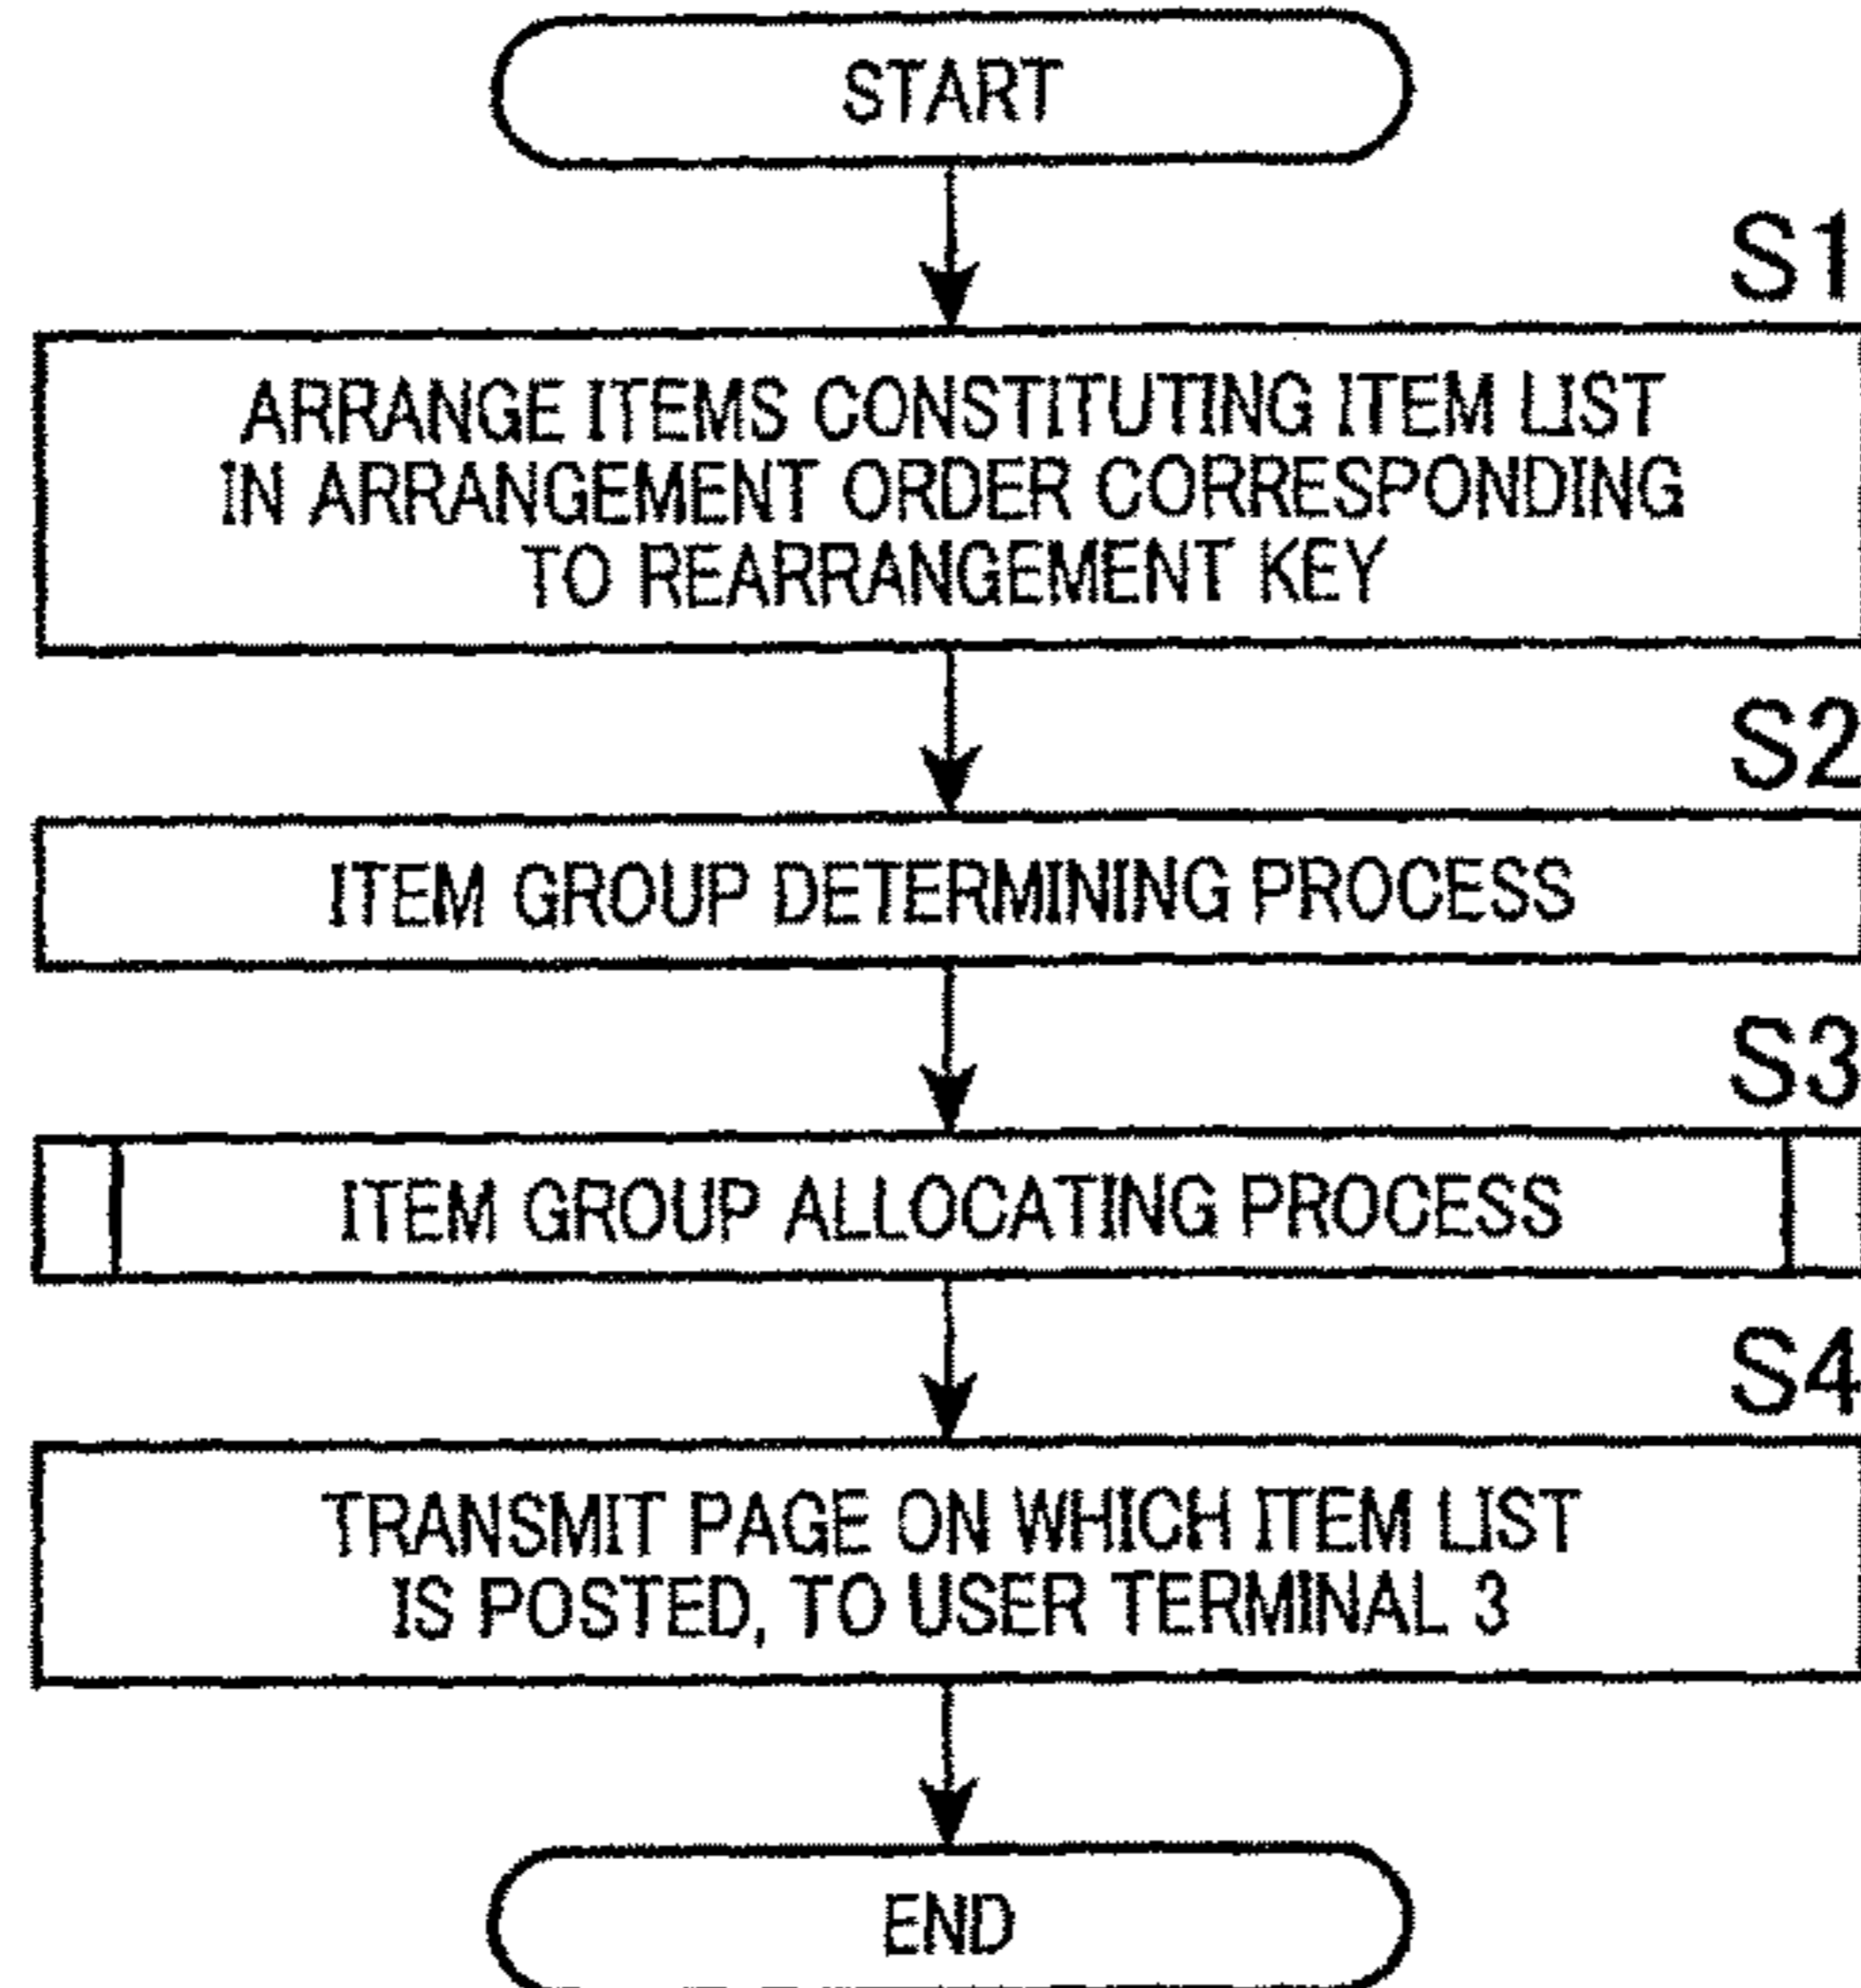 START
S1
ARRANGE ITEMS CONSTITUTING ITEM LIST
IN ARRANGEMENT ORDER CORRESPONDING
TO REARRANGEMENT KEY
S2
ITEM GROUP DETERMINING PROCESS
S3
ITEM GROUP ALLOCATING PROCESS
S4
TRANSMIT PAGE ON WHICH ITEM LIST
IS POSTED, TO USER TERMINAL 3
END